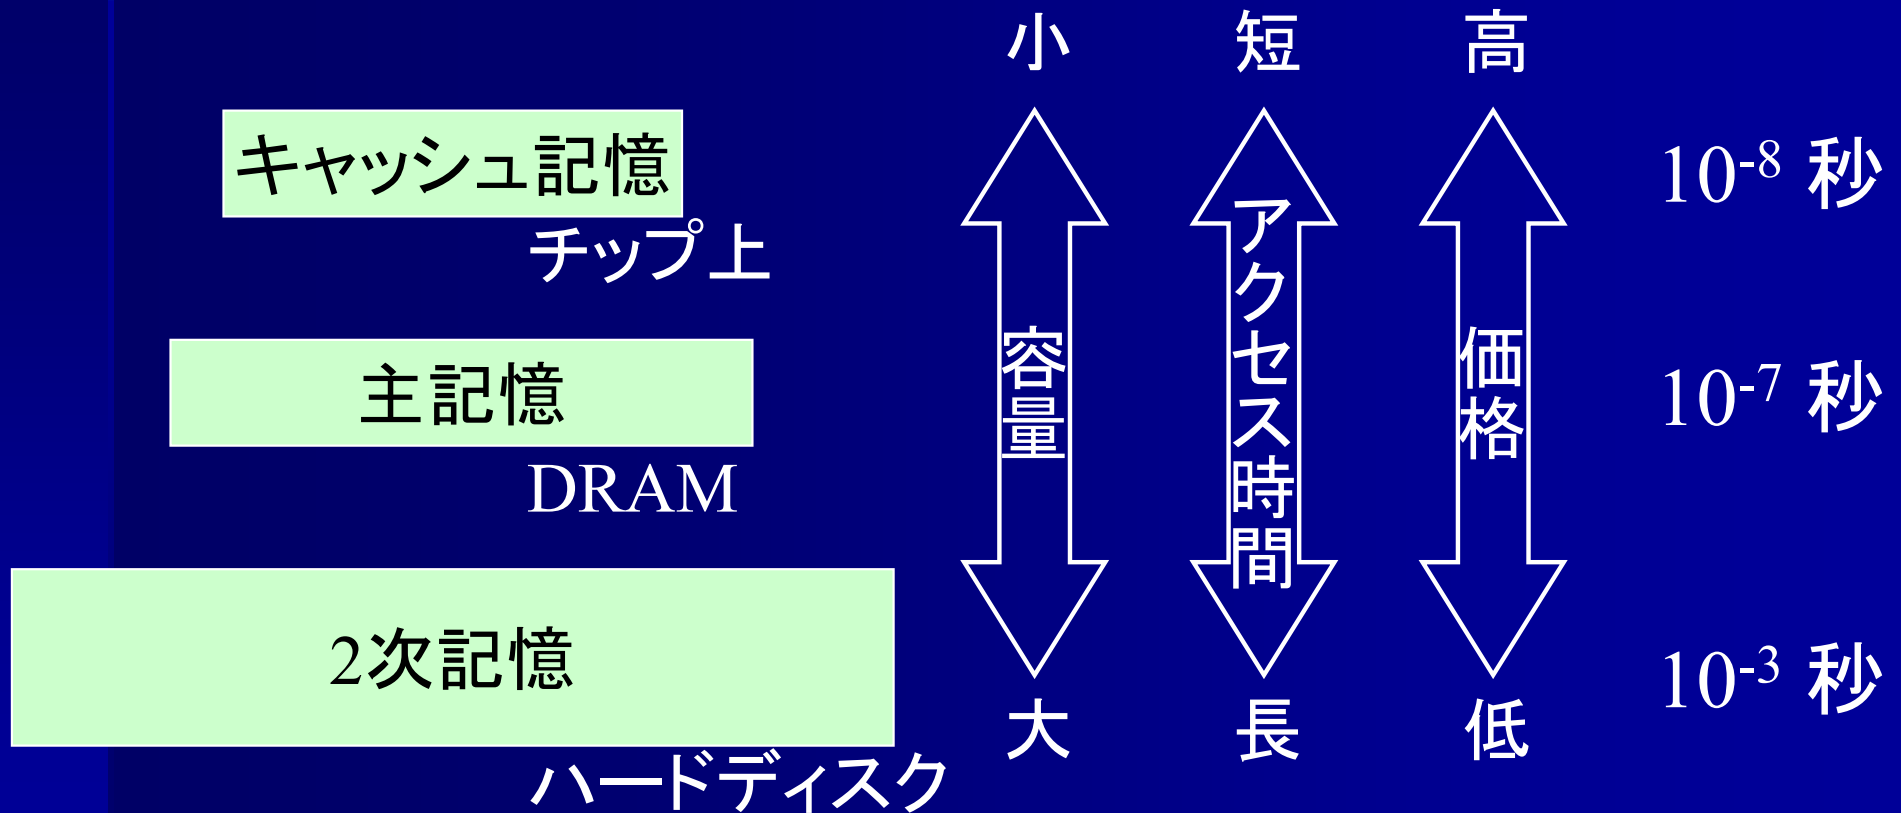 小 短 高
キャッシュ記憶
チップ上
10⁻⁸ 秒
主記憶
DRAM
10⁻⁷ 秒
2次記憶
ハードディスク
10⁻³ 秒
容量
アクセス時間
価格
大 長 低